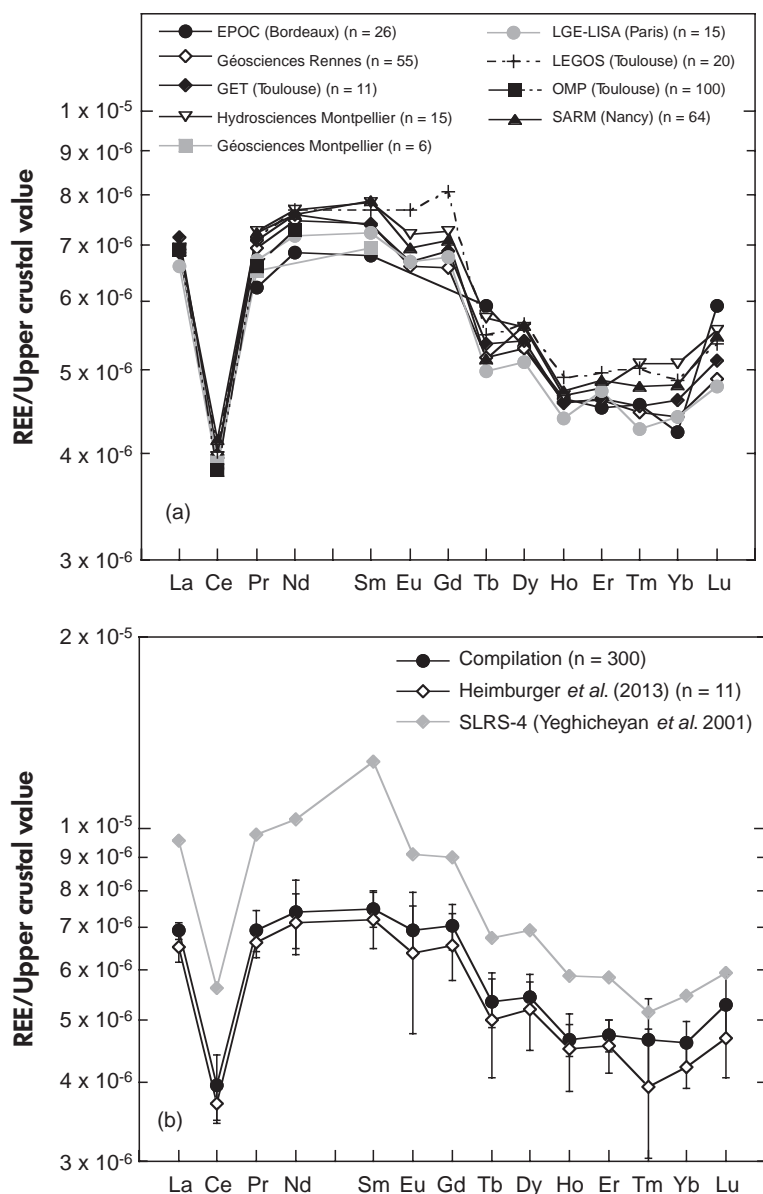 EPOC (Bordeaux) (n = 26)
Géosciences Rennes (n = 55)
GET (Toulouse) (n = 11)
Hydrosciences Montpellier (n = 15)
Géosciences Montpellier (n = 6)
LGE-LISA (Paris) (n = 15)
LEGOS (Toulouse) (n = 20)
OMP (Toulouse) (n = 100)
SARM (Nancy) (n = 64)
REE/Upper crustal value
1 x 10⁻⁵
9 x 10⁻⁶
8 x 10⁻⁶
7 x 10⁻⁶
6 x 10⁻⁶
5 x 10⁻⁶
4 x 10⁻⁶
3 x 10⁻⁶
(a)
La Ce Pr Nd Sm Eu Gd Tb Dy Ho Er Tm Yb Lu
Compilation (n = 300)
Heimburger et al. (2013) (n = 11)
SLRS-4 (Yeghicheyan et al. 2001)
REE/Upper crustal value
2 x 10⁻⁵
1 x 10⁻⁵
9 x 10⁻⁶
8 x 10⁻⁶
7 x 10⁻⁶
6 x 10⁻⁶
5 x 10⁻⁶
4 x 10⁻⁶
3 x 10⁻⁶
(b)
La Ce Pr Nd Sm Eu Gd Tb Dy Ho Er Tm Yb Lu